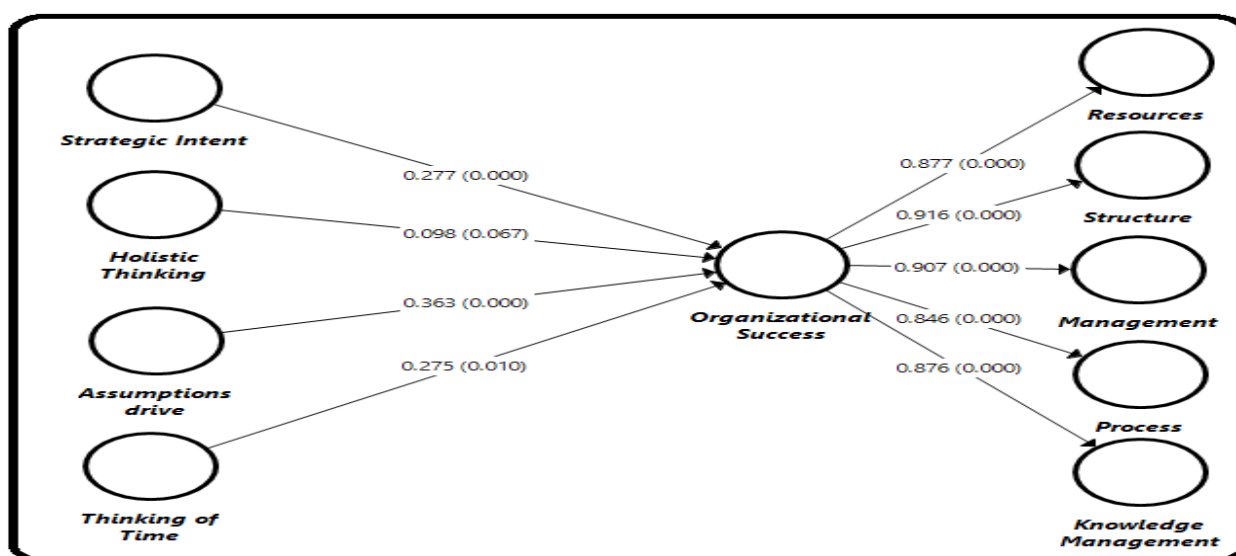 Strategic Intent
0.277 (0.000)
Holistic
Thinking
0.098 (0.067)
Assumptions
drive
0.363 (0.000)
Thinking of
Time
0.275 (0.010)
Organizational
Success
0.877 (0.000)
Resources
0.916 (0.000)
Structure
0.907 (0.000)
Management
0.846 (0.000)
Process
0.876 (0.000)
Knowledge
Management